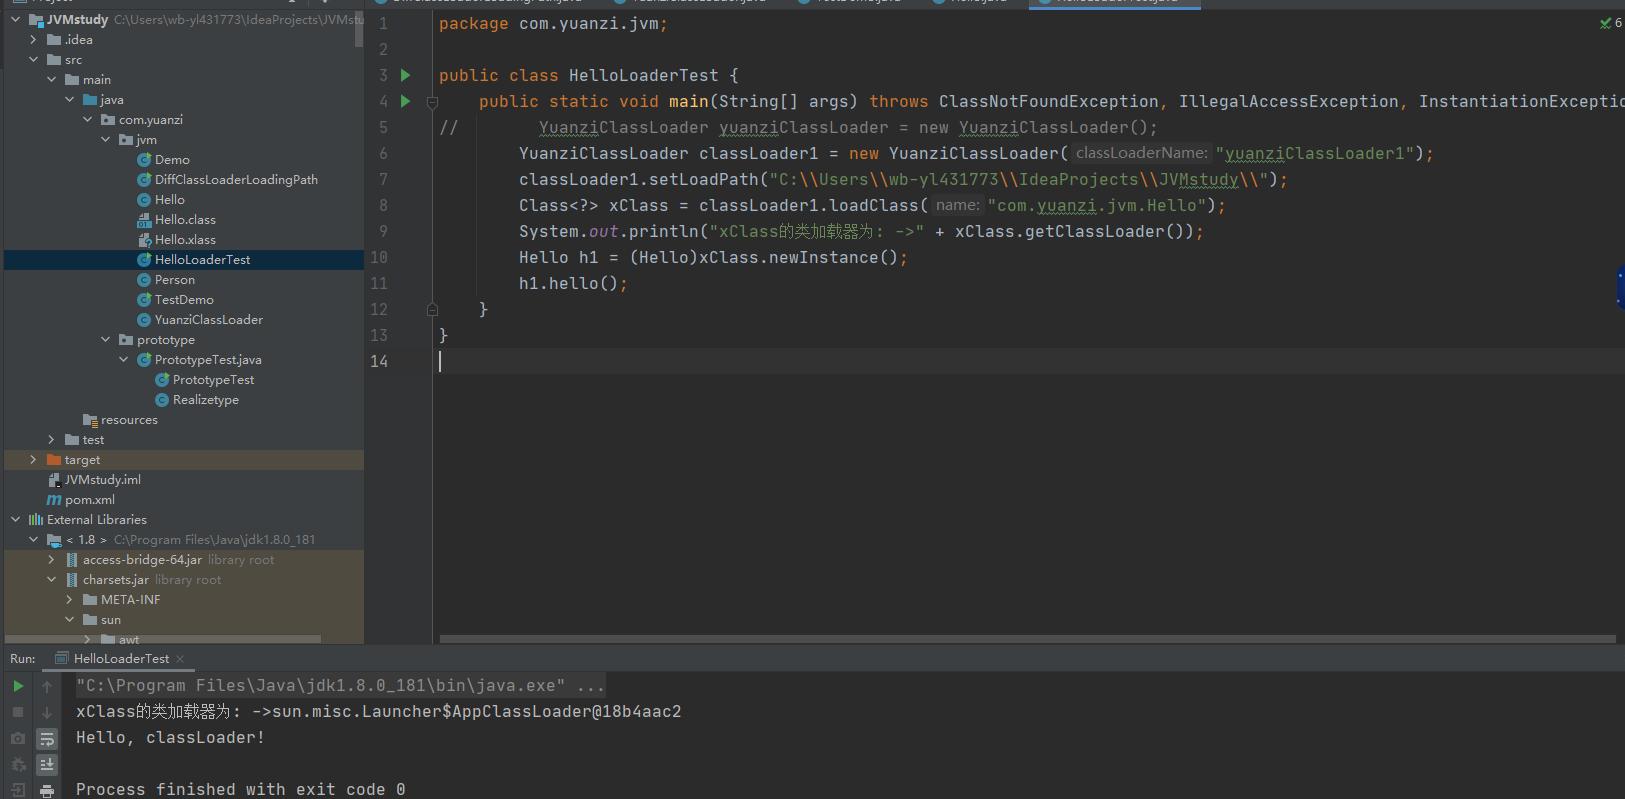 JVMstudy C:\Users\wb-yl431773\IdeaProjects\JVMstu
.idea
src
main
java
com.yuanzi
jvm
Demo
DiffClassLoaderLoadingPath
Hello
Hello.class
Hello.xlass
HelloLoaderTest
Person
TestDemo
YuanziClassLoader
prototype
PrototypeTest.java
PrototypeTest
Realizetype
resources
test
target
JVMstudy.iml
pom.xml
External Libraries
< 1.8 > C:\Program Files\Java\jdk1.8.0_181
access-bridge-64.jar library root
charsets.jar library root
META-INF
sun
awt
6
1 package com.yuanzi.jvm;
2
3 public class HelloLoaderTest {
4 public static void main(String[] args) throws ClassNotFoundException, IllegalAccessException, InstantiationExceptio
5 // YuanziClassLoader yuanziClassLoader = new YuanziClassLoader();
6 YuanziClassLoader classLoader1 = new YuanziClassLoader( classLoaderName: "yuanziClassLoader1");
7 classLoader1.setLoadPath("C:\\Users\\wb-yl431773\\IdeaProjects\\JVMstudy\\");
8 Class<?> xClass = classLoader1.loadClass( name: "com.yuanzi.jvm.Hello");
9 System.out.println("xClass的类加载器为: ->" + xClass.getClassLoader());
10 Hello h1 = (Hello)xClass.newInstance();
11 h1.hello();
12 }
13 }
14
Run: HelloLoaderTest ×
"C:\Program Files\Java\jdk1.8.0_181\bin\java.exe" ...
xClass的类加载器为: ->sun.misc.Launcher$AppClassLoader@18b4aac2
Hello, classLoader!
Process finished with exit code 0